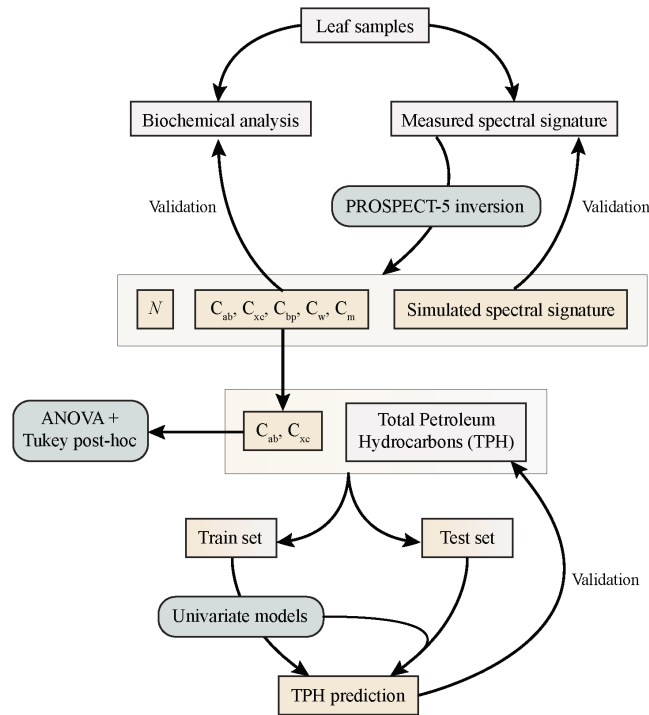 Leaf samples
Biochemical analysis
Measured spectral signature
Validation
PROSPECT-5 inversion
Validation
N
Cab, Cxc, Cbp, Cw, Cm
Simulated spectral signature
ANOVA +
Tukey post-hoc
Cab, Cxc
Total Petroleum
Hydrocarbons (TPH)
Train set
Test set
Validation
Univariate models
TPH prediction